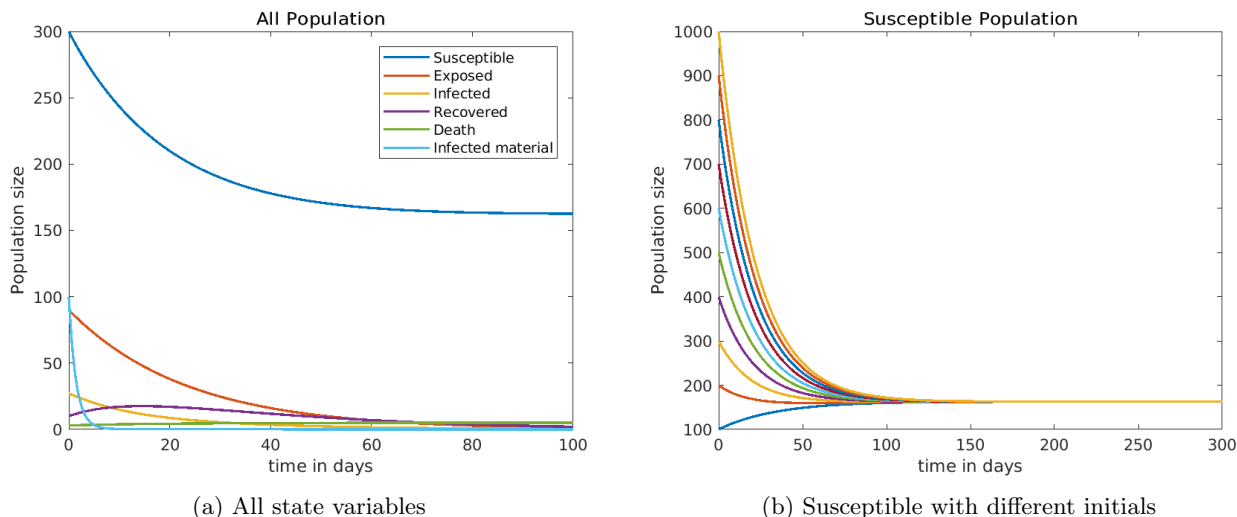 All Population
300
250
200
150
100
50
0
0 20 40 60 80 100
Population size
time in days
Susceptible
Exposed
Infected
Recovered
Death
Infected material
(a) All state variables
Susceptible Population
1000
900
800
700
600
500
400
300
200
100
0 50 100 150 200 250 300
Population size
time in days
(b) Susceptible with different initials